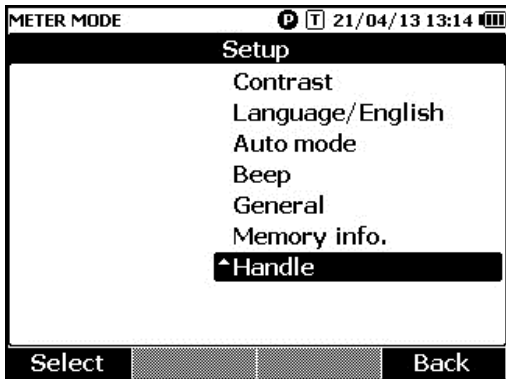 METER MODE P T 21/04/13 13:14
Setup
Contrast
Language/English
Auto mode
Beep
General
Memory info.
Handle
Select Back